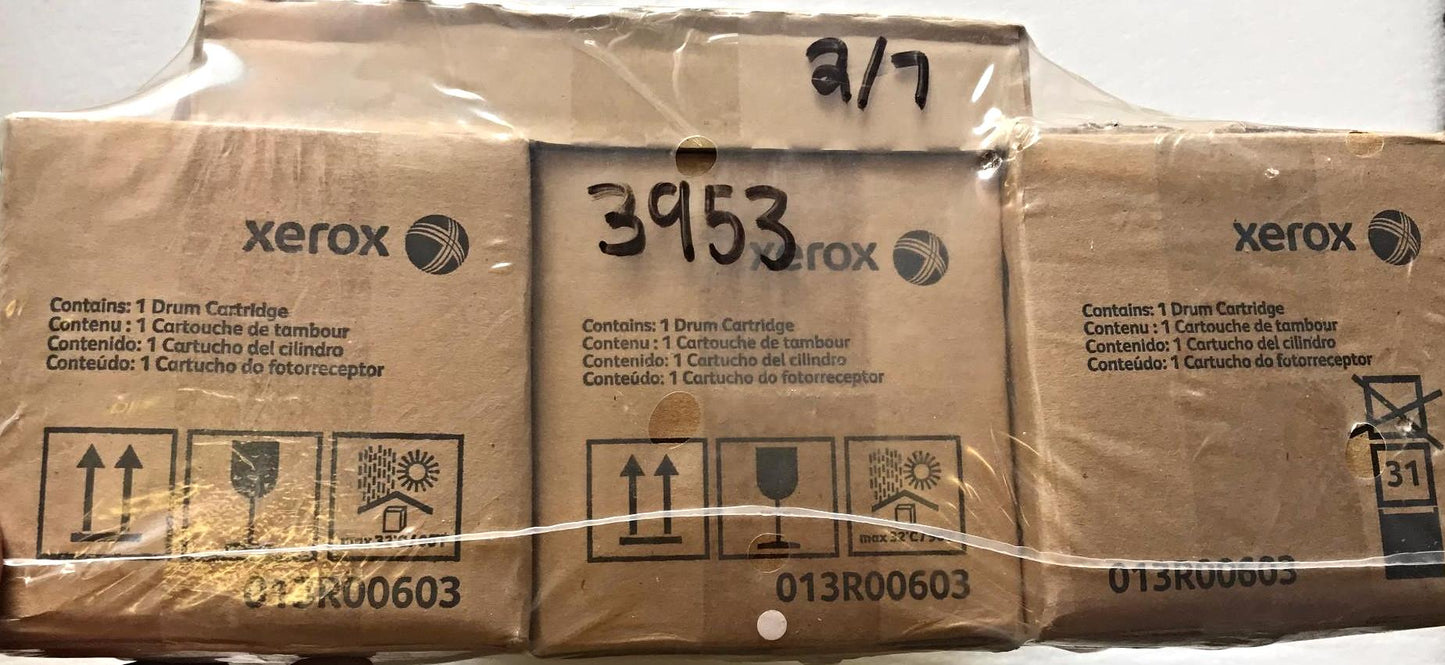 a/7
xerox
Contains: 1 Drum Cartridge
Contenu : 1 Cartouche de tambour
Contenido: 1 Cartucho del cilindro
Conteúdo: 1 Cartucho do fotorreceptor
013R00603
3953
xerox
Contains: 1 Drum Cartridge
Contenu : 1 Cartouche de tambour
Contenido: 1 Cartucho del cilindro
Conteúdo: 1 Cartucho do fotorreceptor
max 32°C
013R00603
xerox
Contains: 1 Drum Cartridge
Contenu : 1 Cartouche de tambour
Contenido: 1 Cartucho del cilindro
Conteúdo: 1 Cartucho do fotorreceptor
31
013R00603